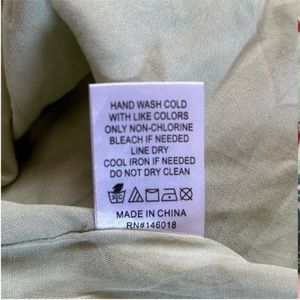 HAND WASH COLD
WITH LIKE COLORS
ONLY NON-CHLORINE
BLEACH IF NEEDED
LINE DRY
COOL IRON IF NEEDED
DO NOT DRY CLEAN
30C
MADE IN CHINA
RN#146018